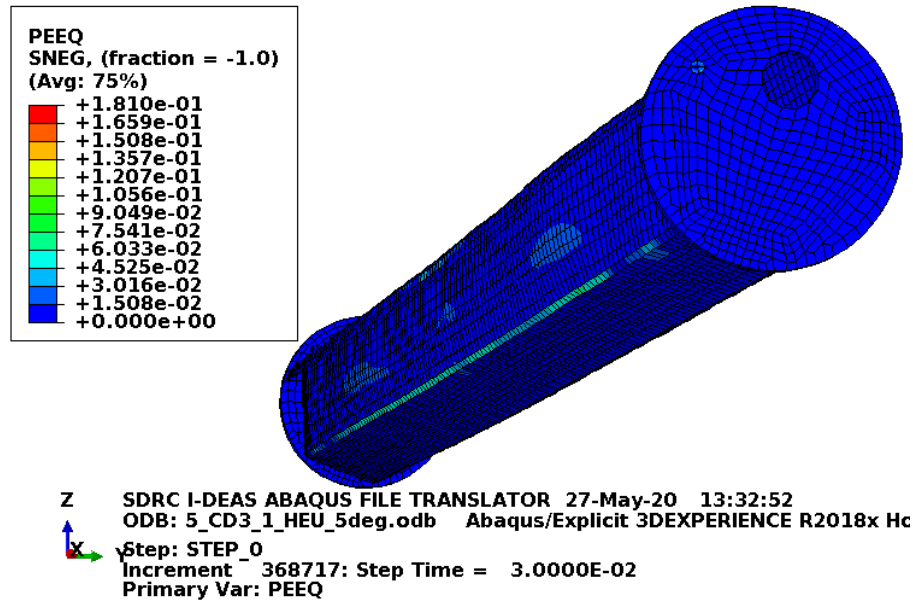 PEEQ
SNEG, (fraction = -1.0)
(Avg: 75%)
+1.810e-01
+1.659e-01
+1.508e-01
+1.357e-01
+1.207e-01
+1.056e-01
+9.049e-02
+7.541e-02
+6.033e-02
+4.525e-02
+3.016e-02
+1.508e-02
+0.000e+00
Z
X
Y
SDRC I-DEAS ABAQUS FILE TRANSLATOR 27-May-20 13:32:52
ODB: 5_CD3_1_HEU_5deg.odb Abaqus/Explicit 3DEXPERIENCE R2018x
Step: STEP_0
Increment 368717: Step Time = 3.0000E-02
Primary Var: PEEQ